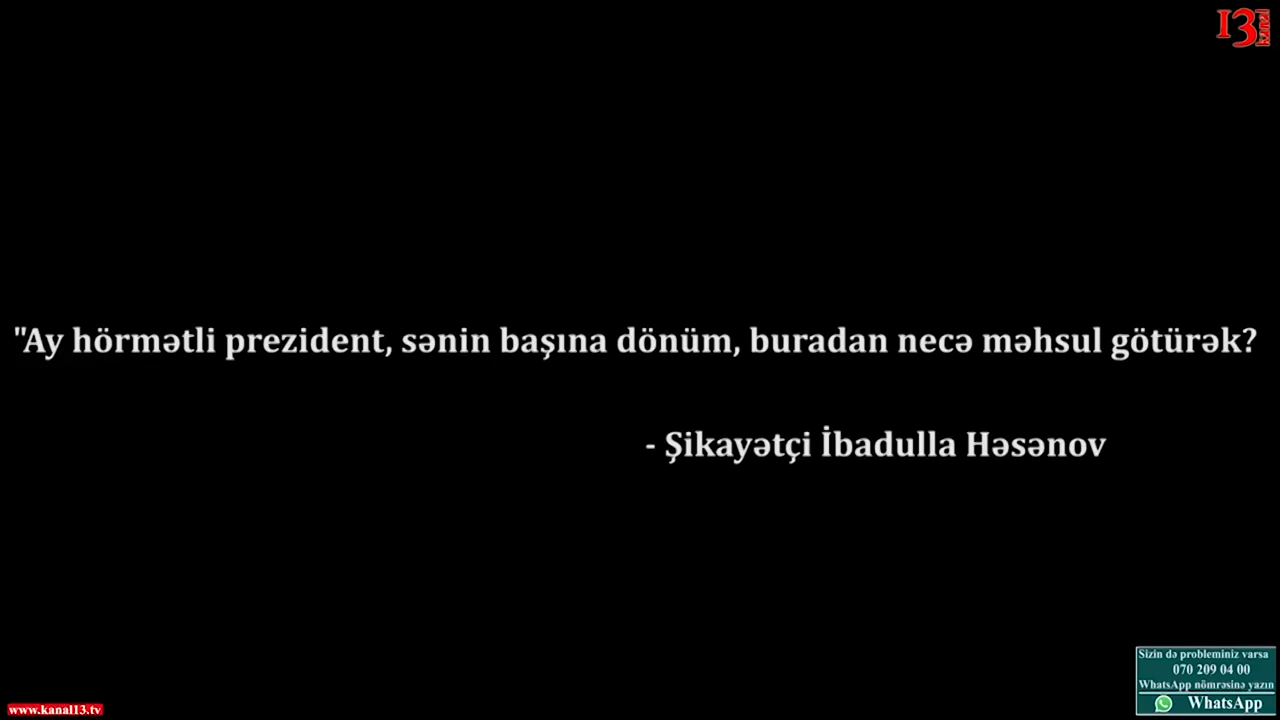 13 kanal
"Ay hörmətli prezident, sənin başına dönüm, buradan necə məhsul götürək?
- Şikayətçi İbadulla Həsənov
Sizin də probleminiz varsa
070 209 04 00
WhatsApp nömrəsinə yazın
WhatsApp
www.kanal13.tv